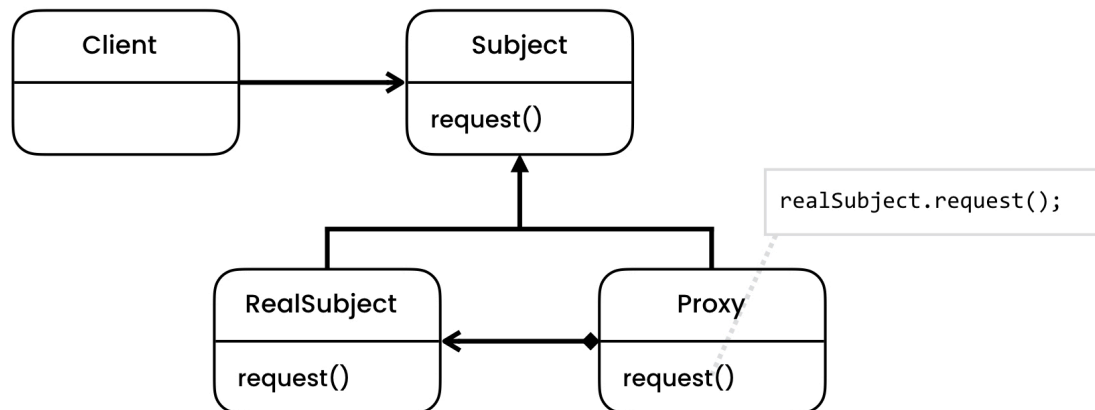 Client
Subject
request()
realSubject.request();
RealSubject
Proxy
request()
request()